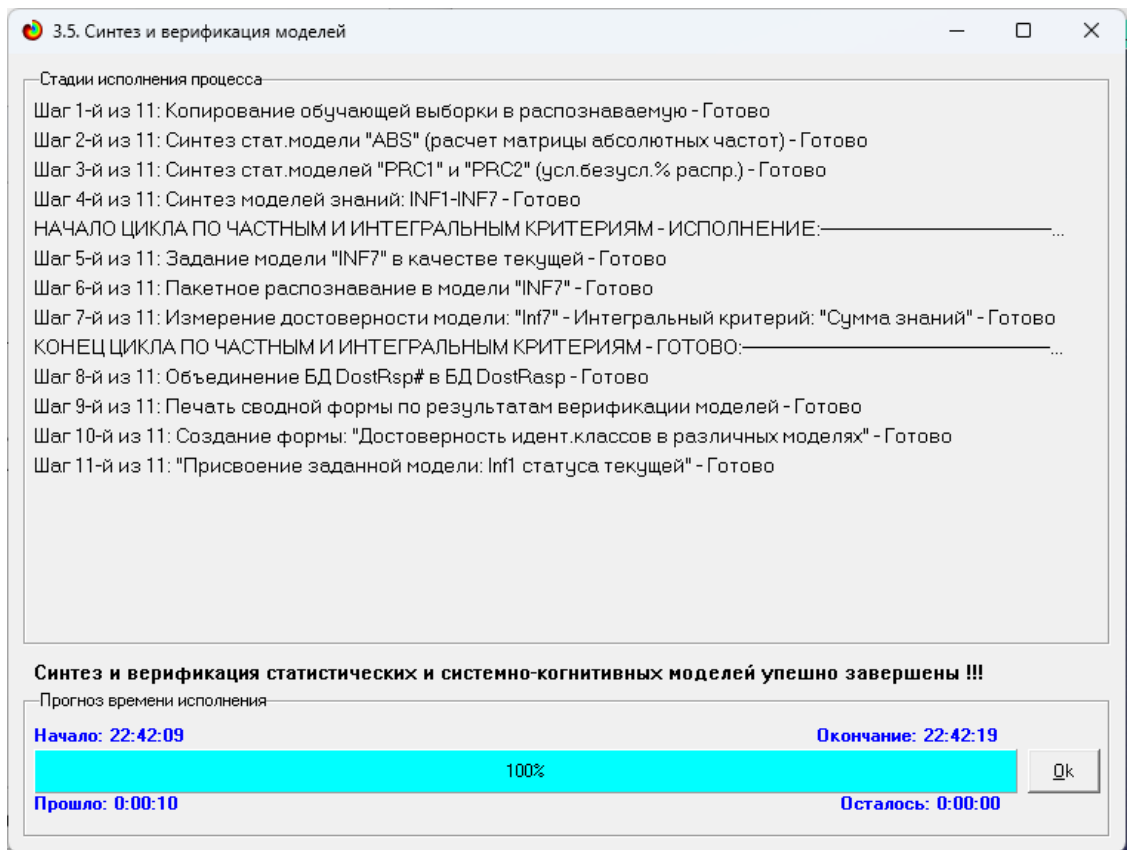 3.5. Синтез и верификация моделей
Стадии исполнения процесса
Шаг 1-й из 11: Копирование обучающей выборки в распознаваемую - Готово
Шаг 2-й из 11: Синтез стат.модели "ABS" (расчет матрицы абсолютных частот) - Готово
Шаг 3-й из 11: Синтез стат.моделей "PRC1" и "PRC2" (усл.безусл.% распр.) - Готово
Шаг 4-й из 11: Синтез моделей знаний: INF1-INF7 - Готово
НАЧАЛО ЦИКЛА ПО ЧАСТНЫМ И ИНТЕГРАЛЬНЫМ КРИТЕРИЯМ - ИСПОЛНЕНИЕ:—————————...
Шаг 5-й из 11: Задание модели "INF7" в качестве текущей - Готово
Шаг 6-й из 11: Пакетное распознавание в модели "INF7" - Готово
Шаг 7-й из 11: Измерение достоверности модели: "Inf7" - Интегральный критерий: "Сумма знаний" - Готово
КОНЕЦ ЦИКЛА ПО ЧАСТНЫМ И ИНТЕГРАЛЬНЫМ КРИТЕРИЯМ - ГОТОВО:————————————...
Шаг 8-й из 11: Объединение БД DostRsp# в БД DostRasp - Готово
Шаг 9-й из 11: Печать сводной формы по результатам верификации моделей - Готово
Шаг 10-й из 11: Создание формы: "Достоверность идент.классов в различных моделях" - Готово
Шаг 11-й из 11: "Присвоение заданной модели: Inf1 статуса текущей" - Готово
Синтез и верификация статистических и системно-когнитивных моделей упешно завершены !!!
Прогноз времени исполнения
Начало: 22:42:09 Окончание: 22:42:19
100% Ok
Прошло: 0:00:10 Осталось: 0:00:00